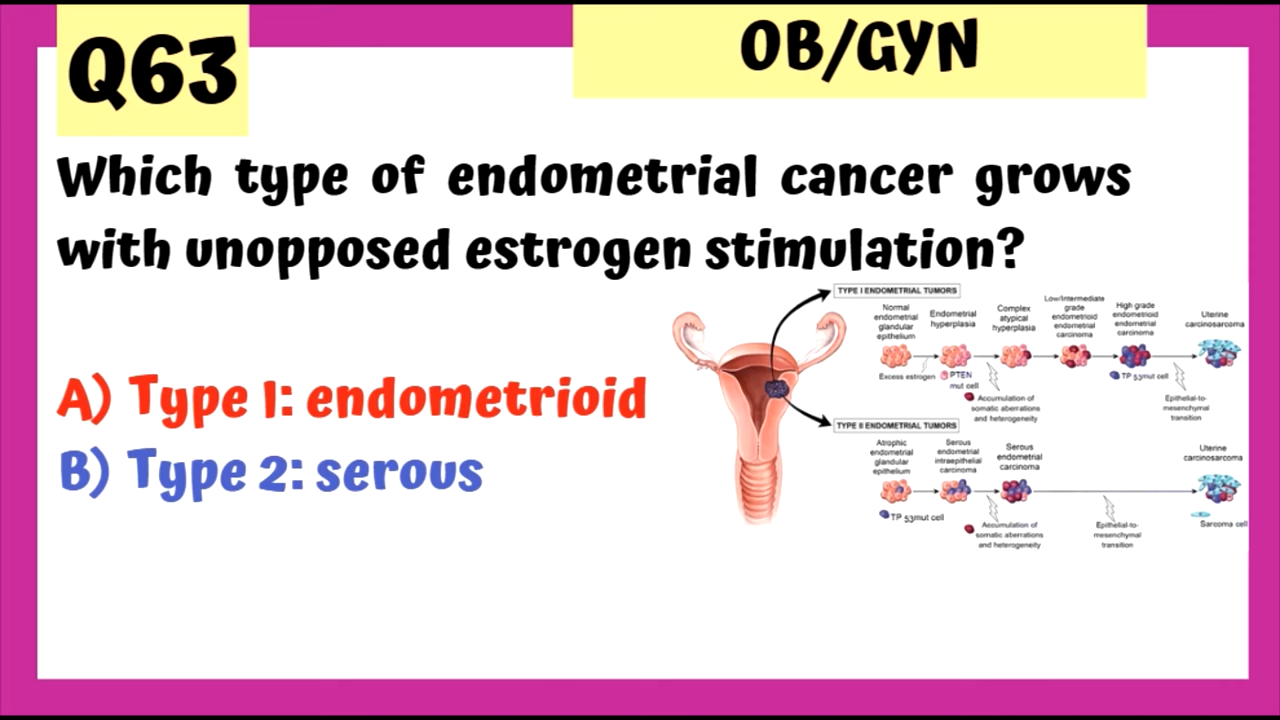 Q63
OB/GYN
Which type of endometrial cancer grows
with unopposed estrogen stimulation?
A) Type 1: endometrioid
B) Type 2: serous
TYPE I ENDOMETRIAL TUMORS
Normal
endometrial
glandular
epithelium
Endometrial
hyperplasia
Complex
atypical
hyperplasia
Low/Intermediate
grade
endometrioid
endometrial
carcinoma
High grade
endometrioid
endometrial
carcinoma
Uterine
carcinosarcoma
Excess estrogen
PTEN
mut cell
TP 53mut cell
Accumulation of
somatic aberrations
and heterogeneity
Epithelial-to-
mesenchymal
transition
TYPE II ENDOMETRIAL TUMORS
Atrophic
endometrial
glandular
epithelium
Serous
endometrial
intraepithelial
carcinoma
Serous
endometrial
carcinoma
Uterine
carcinosarcoma
TP 53mut cell
Accumulation of
somatic aberrations
and heterogeneity
Epithelial-to-
mesenchymal
transition
Sarcoma cell